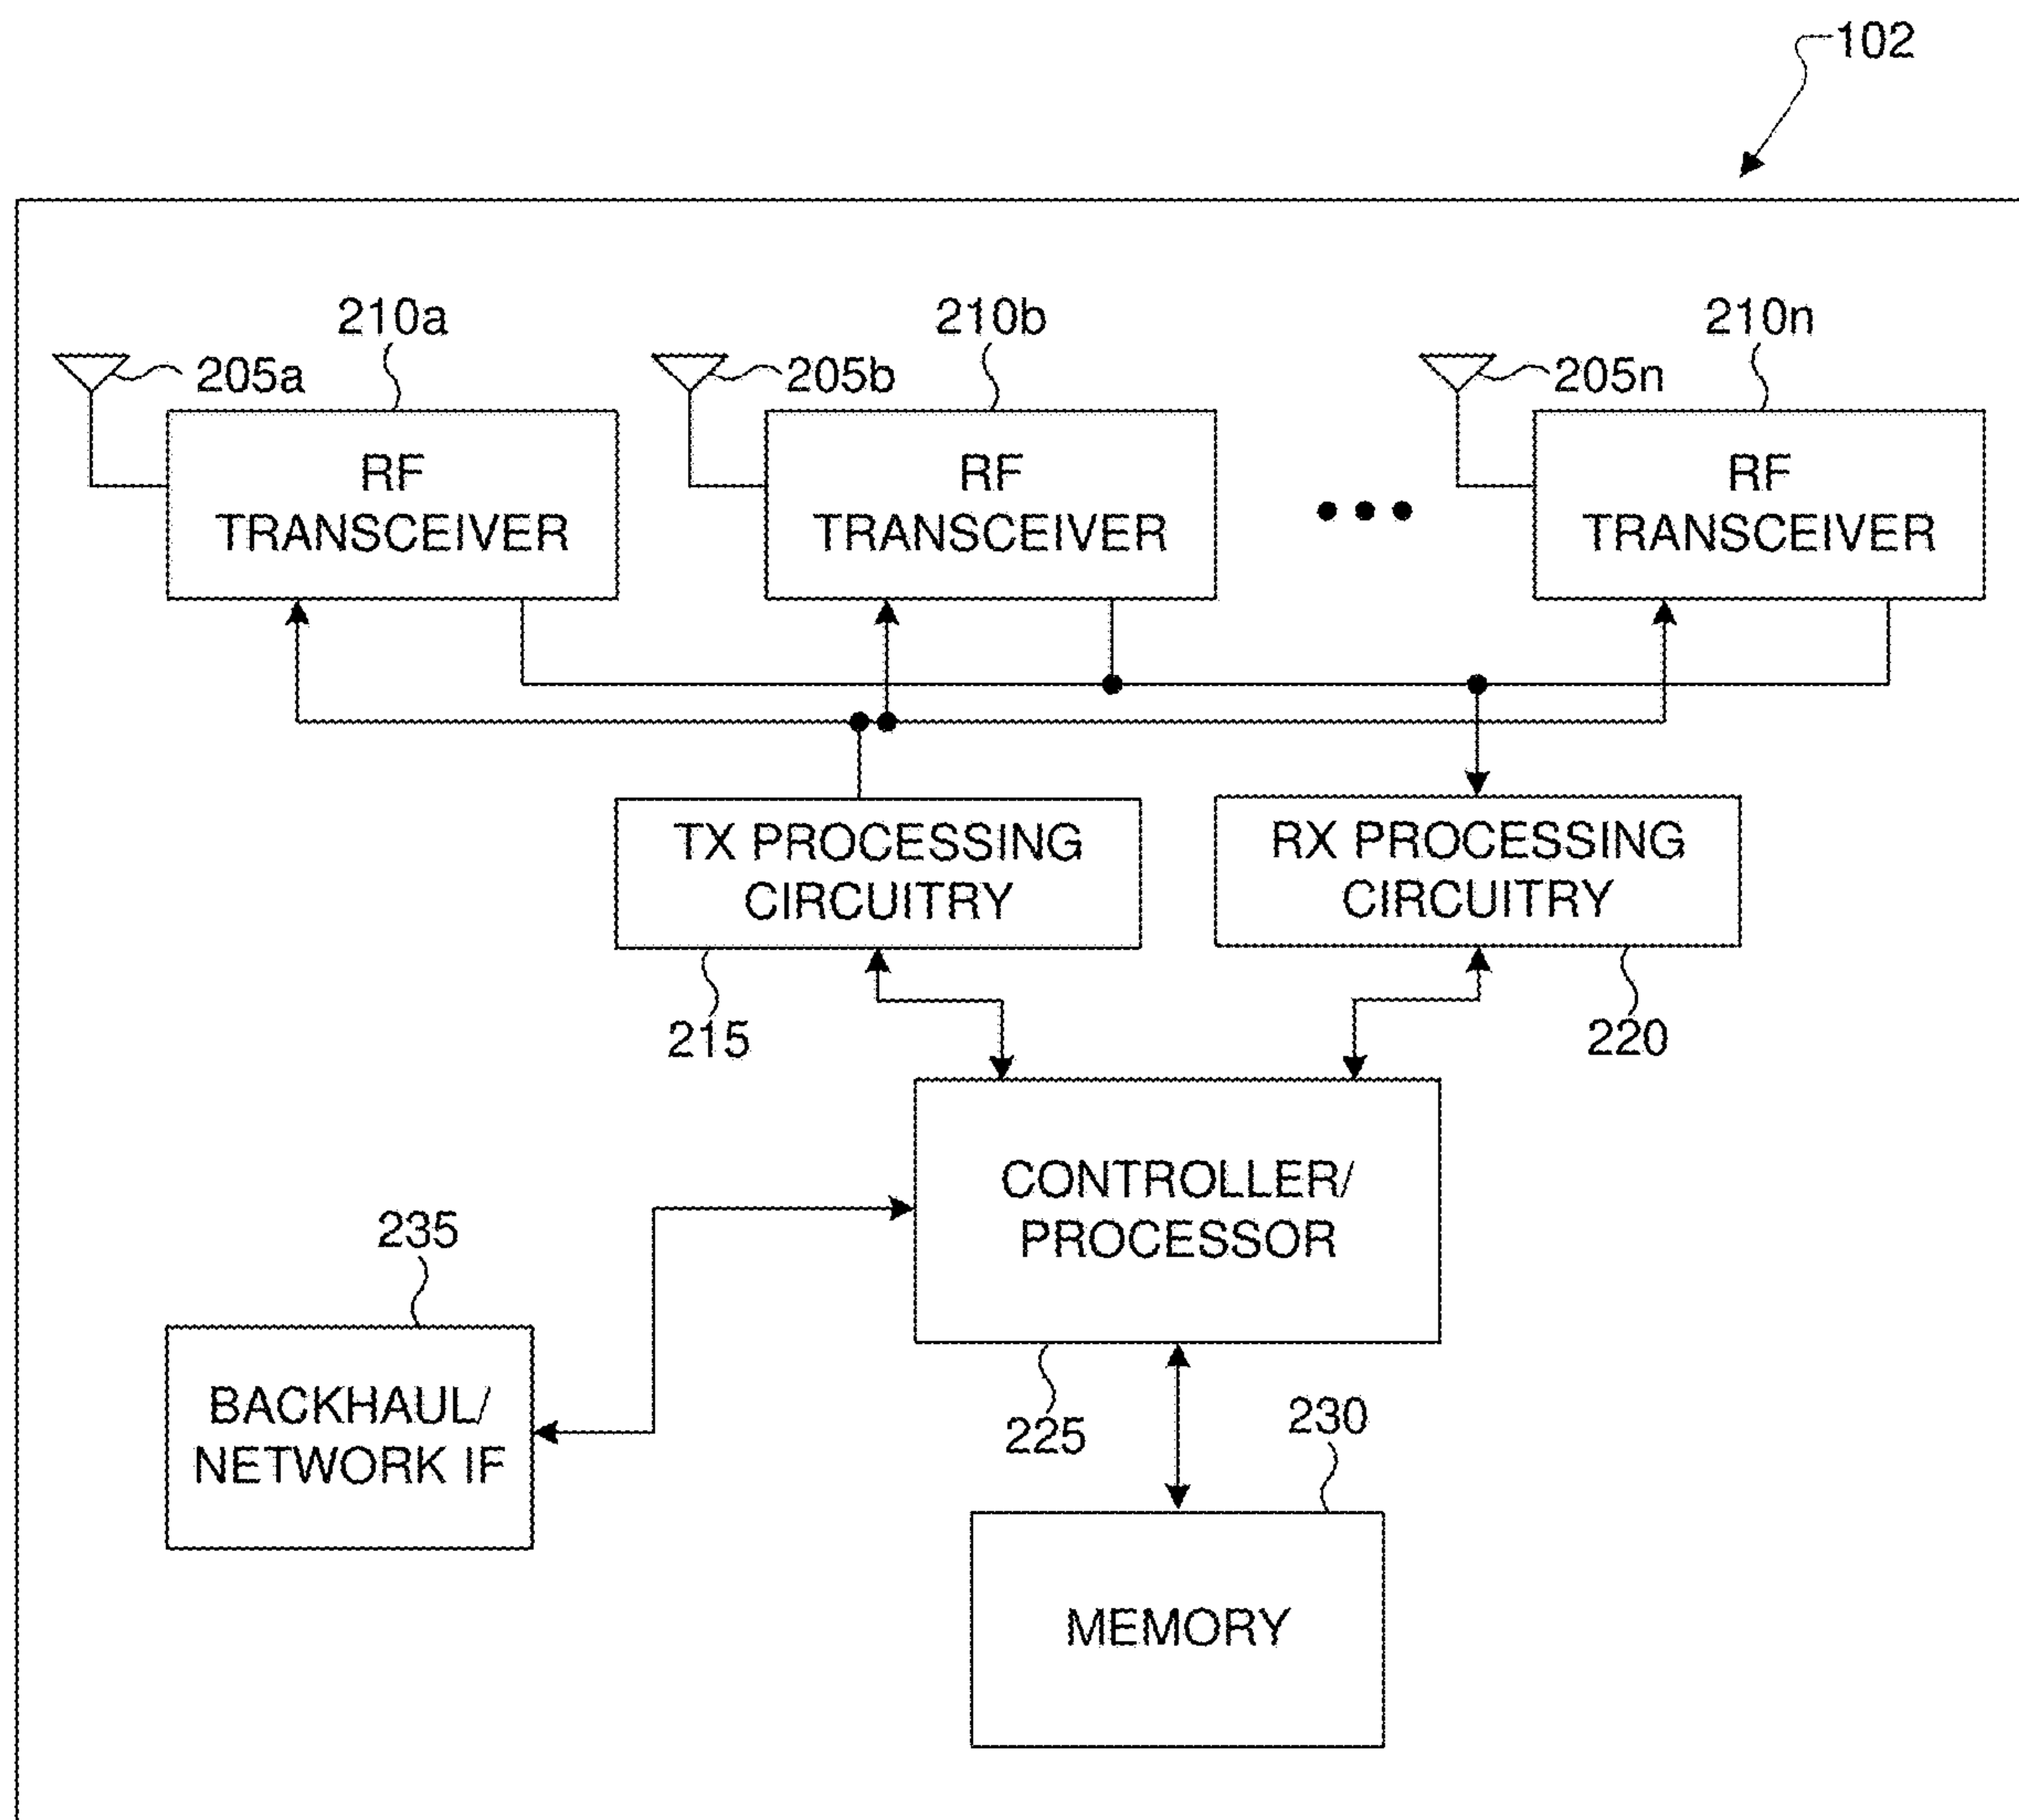 102
210a
210b
210n
205a
205b
205n
RF
TRANSCEIVER
RF
TRANSCEIVER
RF
TRANSCEIVER
TX PROCESSING
CIRCUITRY
RX PROCESSING
CIRCUITRY
215
220
CONTROLLER/
PROCESSOR
235
BACKHAUL/
NETWORK IF
225
230
MEMORY